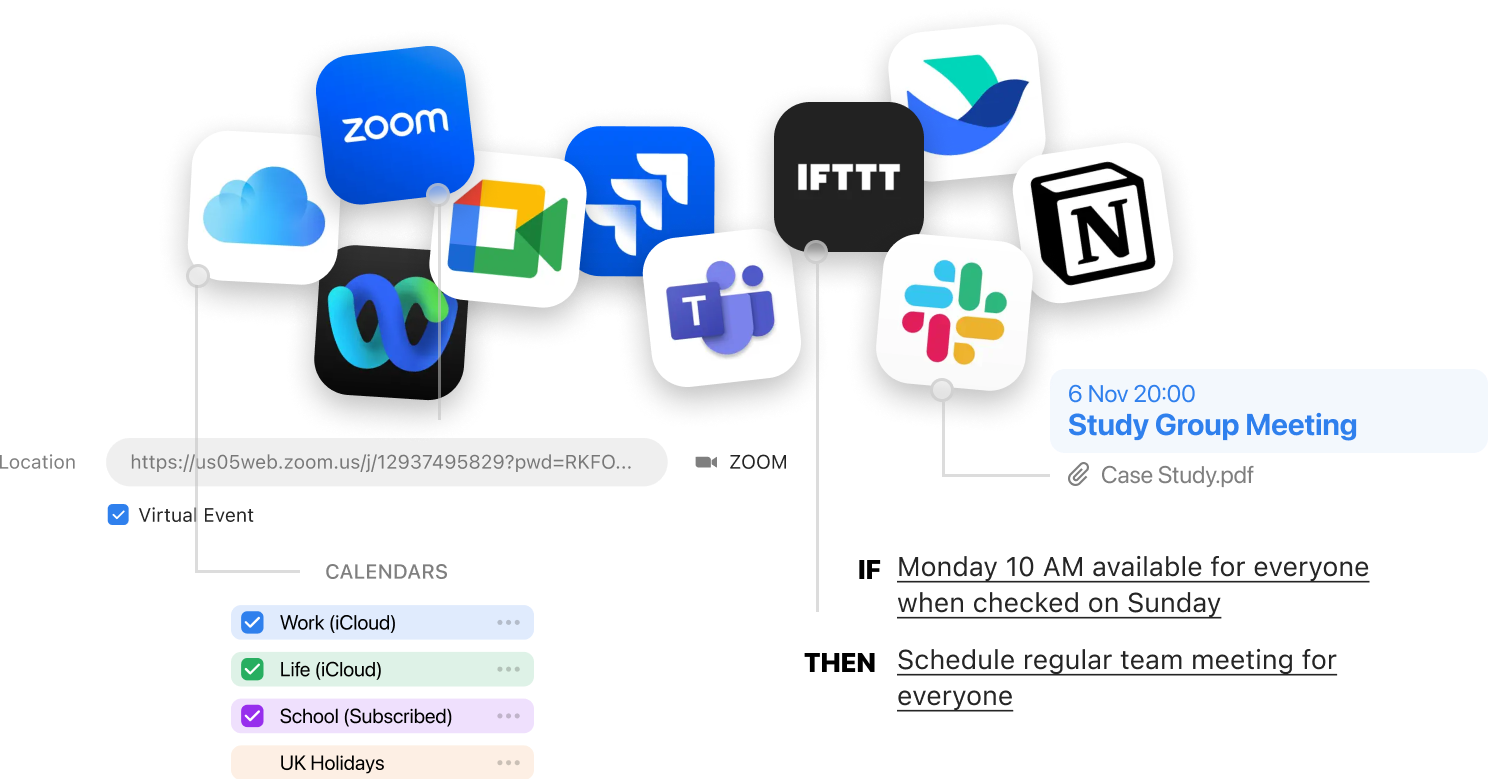 zoom
IFTTT
T
N
6 Nov 20:00
Study Group Meeting
Case Study.pdf
Location
https://us05web.zoom.us/j/12937495829?pwd=RKFO...
ZOOM
Virtual Event
CALENDARS
Work (iCloud)
Life (iCloud)
School (Subscribed)
UK Holidays
IF Monday 10 AM available for everyone
when checked on Sunday
THEN Schedule regular team meeting for
everyone